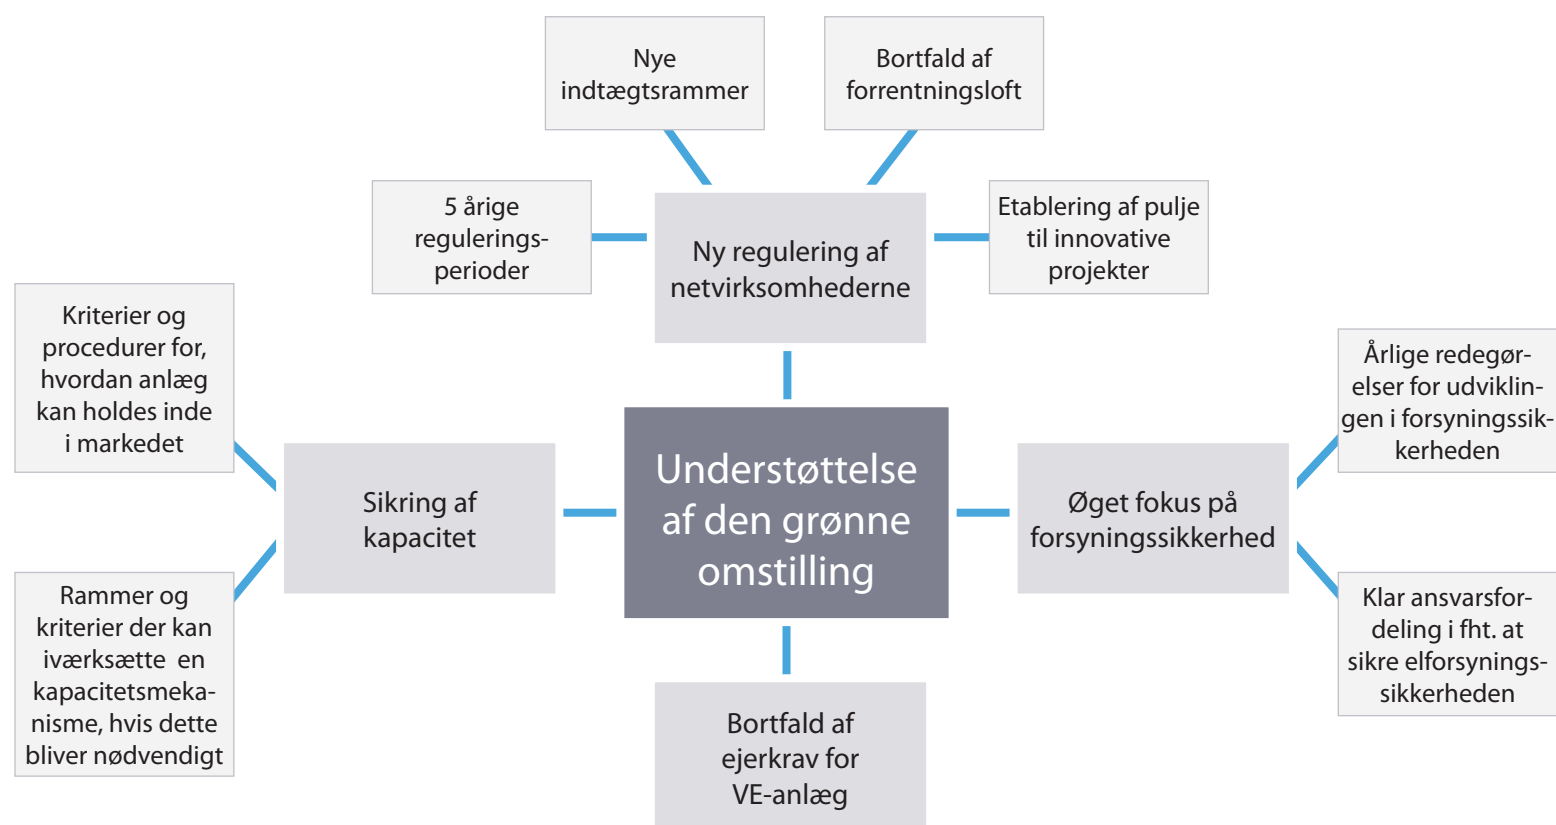 Nye
indtægtsrammer
Bortfald af
forrentningsloft
5 årige
regulerings-
perioder
Ny regulering af
netvirksomhederne
Etablering af pulje
til innovative
projekter
Kriterier og
procedurer for,
hvordan anlæg
kan holdes inde
i markedet
Årlige redegør-
elser for udviklin-
gen i forsyningssik-
kerheden
Sikring af
kapacitet
Understøttelse
af den grønne
omstilling
Øget fokus på
forsyningssikkerhed
Rammer og
kriterier der kan
iværksætte en
kapacitetsmeka-
nisme, hvis dette
bliver nødvendigt
Klar ansvarsfor-
deling i fht. at
sikre elforsynings-
sikkerheden
Bortfald af
ejerkrav for
VE-anlæg